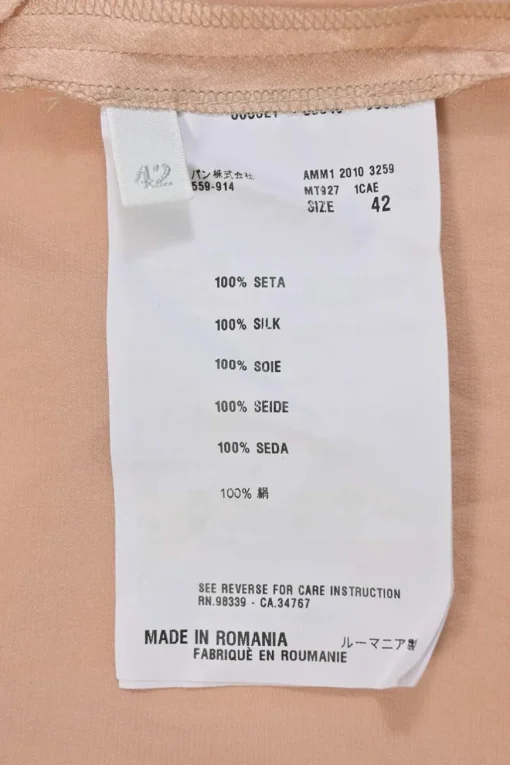 42
パン株式会社
559-914
AMM1 2010 3259
MT927 1CAE
SIZE 42
100% SETA
100% SILK
100% SOIE
100% SEIDE
100% SEDA
100% 絹
SEE REVERSE FOR CARE INSTRUCTION
RN.98339 - CA.34767
MADE IN ROMANIA ルーマニア製
FABRIQUÈ EN ROUMANIE